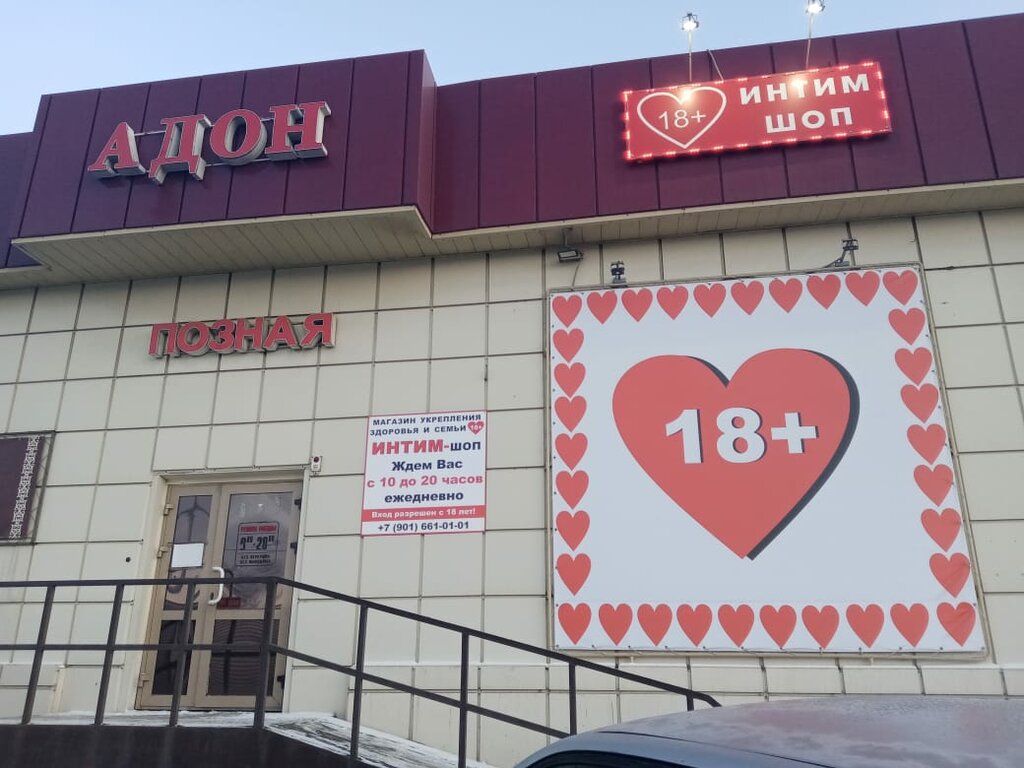 АДОН
18+
ИНТИМ
ШОП
ПОЗНАЯ
МАГАЗИН УКРЕПЛЕНИЯ
ЗДОРОВЬЯ И СЕМЬИ 18+
ИНТИМ-шоп
Ждем Вас
с 10 до 20 часов
ежедневно
Вход разрешен с 18 лет!
+7 (901) 661-01-01
18+